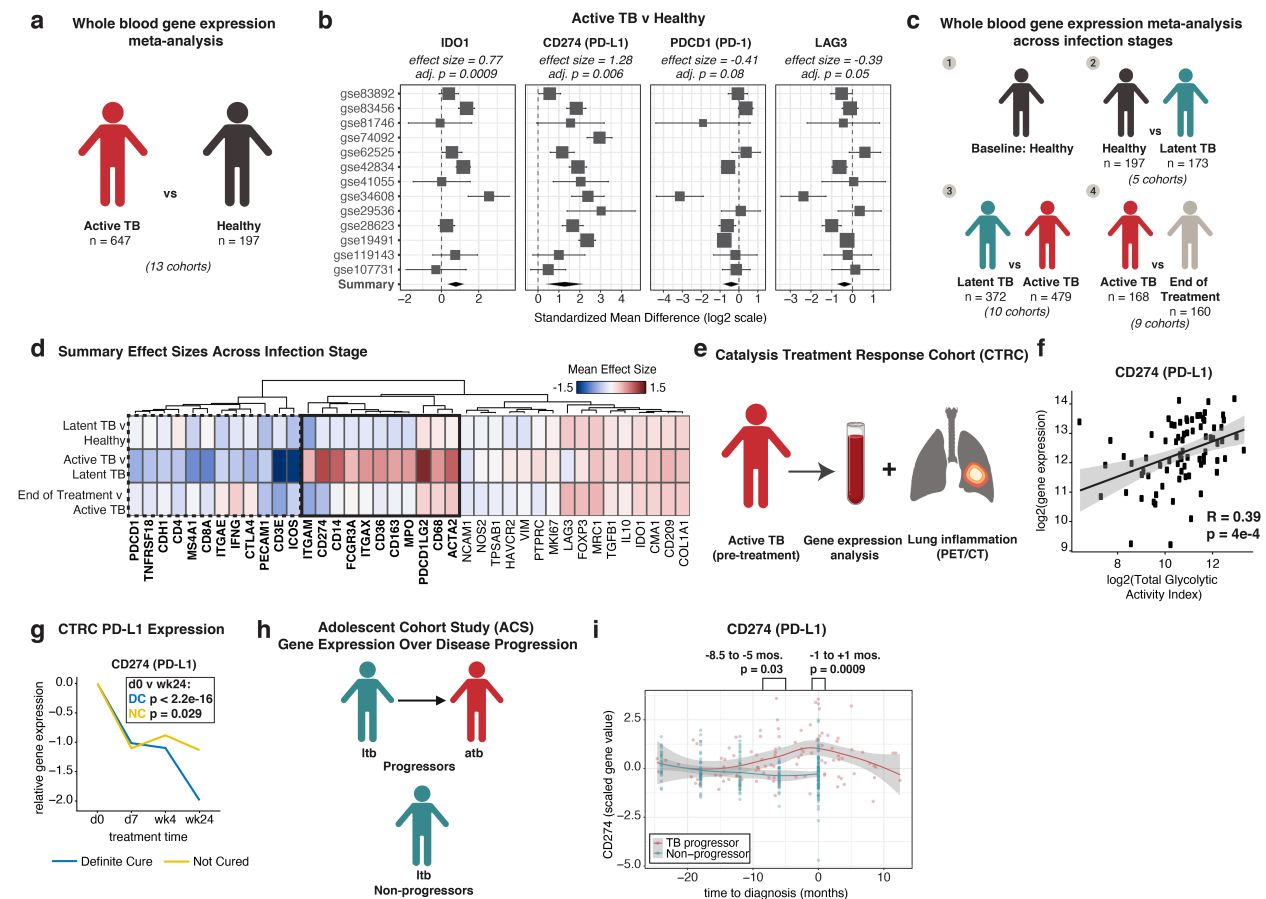 a
Whole blood gene expression
meta-analysis
vs
Active TB
n = 647
Healthy
n = 197
(13 cohorts)
b
Active TB v Healthy
IDO1
effect size = 0.77
adj. p = 0.0009
CD274 (PD-L1)
effect size = 1.28
adj. p = 0.006
PDCD1 (PD-1)
effect size = -0.41
adj. p = 0.08
LAG3
effect size = -0.39
adj. p = 0.05
gse83892
gse83456
gse81746
gse74092
gse62525
gse42834
gse41055
gse34608
gse29536
gse28623
gse19491
gse119143
gse107731
Summary
−2 0 2
0 1 2 3 4
−4 −3 −2 −1 0 1
−3 −2 −1 0 1
Standardized Mean Difference (log2 scale)
c
Whole blood gene expression meta-analysis
across infection stages
1
Baseline: Healthy
2
vs
Healthy
n = 197
Latent TB
n = 173
(5 cohorts)
3
vs
Latent TB
n = 372
Active TB
n = 479
(10 cohorts)
4
vs
Active TB
n = 168
End of
Treatment
n = 160
(9 cohorts)
d
Summary Effect Sizes Across Infection Stage
Mean Effect Size
-1.5
1.5
Latent TB v
Healthy
Active TB v
Latent TB
End of Treatment v
Active TB
PDCD1
TNFRSF18
CDH1
CD4
MS4A1
CD8A
ITGAE
IFNG
CTLA4
PECAM1
CD3E
ICOS
ITGAM
CD274
CD14
FCGR3A
ITGAX
CD36
CD163
MPO
PDCD1LG2
CD68
ACTA2
NCAM1
NOS2
TPSAB1
HAVCR2
VIM
PTPRC
MKI67
LAG3
FOXP3
MRC1
TGFB1
IL10
IDO1
CMA1
CD209
COL1A1
e
Catalysis Treatment Response Cohort (CTRC)
+
Active TB
(pre-treatment)
Gene expression
analysis
Lung inflammation
(PET/CT)
f
CD274 (PD-L1)
log2(gene expression)
14
13
12
11
10
9
R = 0.39
p = 4e-4
8 10 12
log2(Total Glycolytic
Activity Index)
g
CTRC PD-L1 Expression
CD274 (PD-L1)
relative gene expression
0.0
−0.5
−1.0
−1.5
−2.0
d0 v wk24:
DC p < 2.2e-16
NC p = 0.029
d0 d7 wk4 wk24
treatment time
Definite Cure
Not Cured
h
Adolescent Cohort Study (ACS)
Gene Expression Over Disease Progression
ltb
atb
Progressors
ltb
Non-progressors
i
CD274 (PD-L1)
-8.5 to -5 mos.
p = 0.03
-1 to +1 mos.
p = 0.0009
CD274 (scaled gene value)
2.5
0.0
−2.5
−5.0
TB progressor
Non−progressor
−20 −10 0 10
time to diagnosis (months)